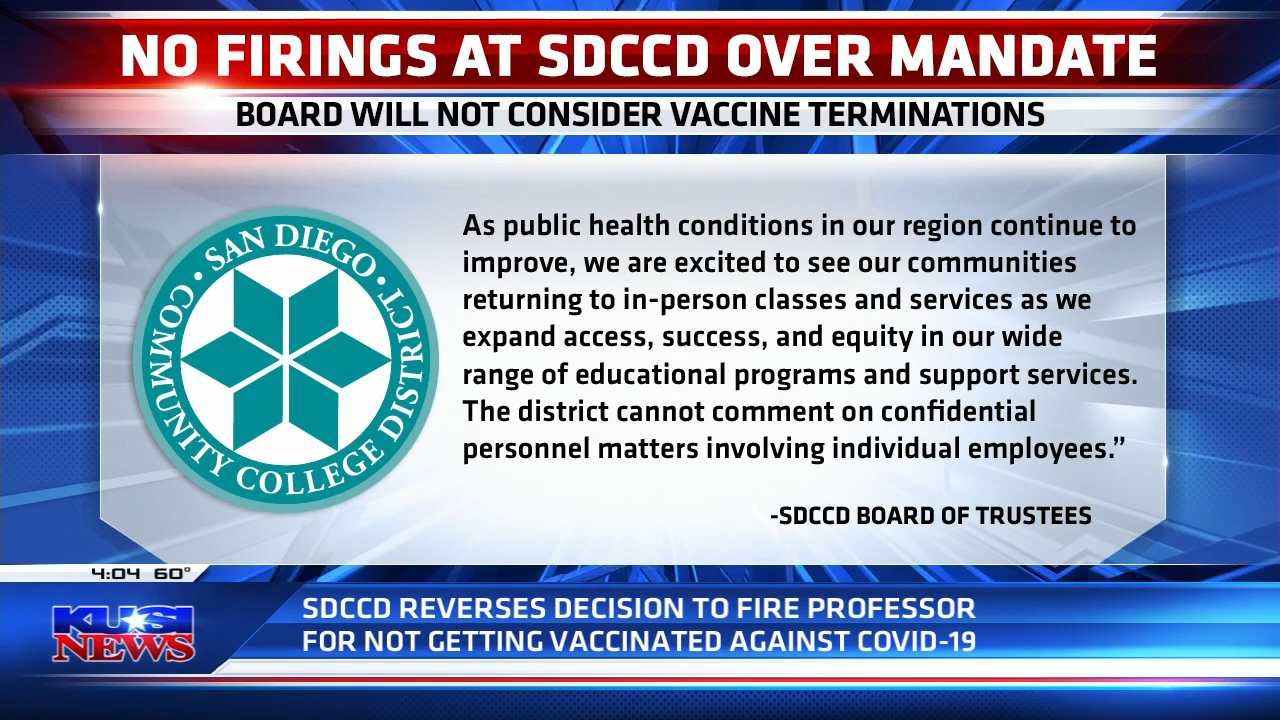 NO FIRINGS AT SDCCD OVER MANDATE
BOARD WILL NOT CONSIDER VACCINE TERMINATIONS
SAN DIEGO • COMMUNITY COLLEGE DISTRICT •
As public health conditions in our region continue to
improve, we are excited to see our communities
returning to in-person classes and services as we
expand access, success, and equity in our wide
range of educational programs and support services.
The district cannot comment on confidential
personnel matters involving individual employees.”
-SDCCD BOARD OF TRUSTEES
4:04 60°
KUSI
NEWS
SDCCD REVERSES DECISION TO FIRE PROFESSOR
FOR NOT GETTING VACCINATED AGAINST COVID-19